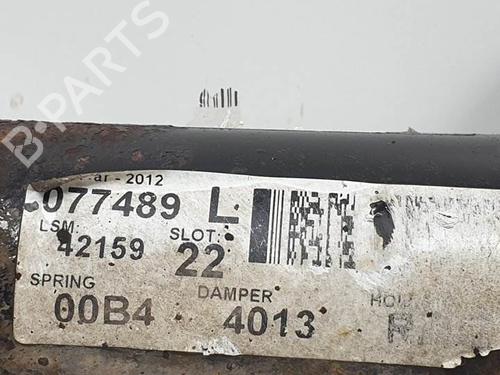 ar - 2012
077489 L
LSM
42159
SLOT
22
SPRING
00B4
DAMPER
4013
B-PARTS